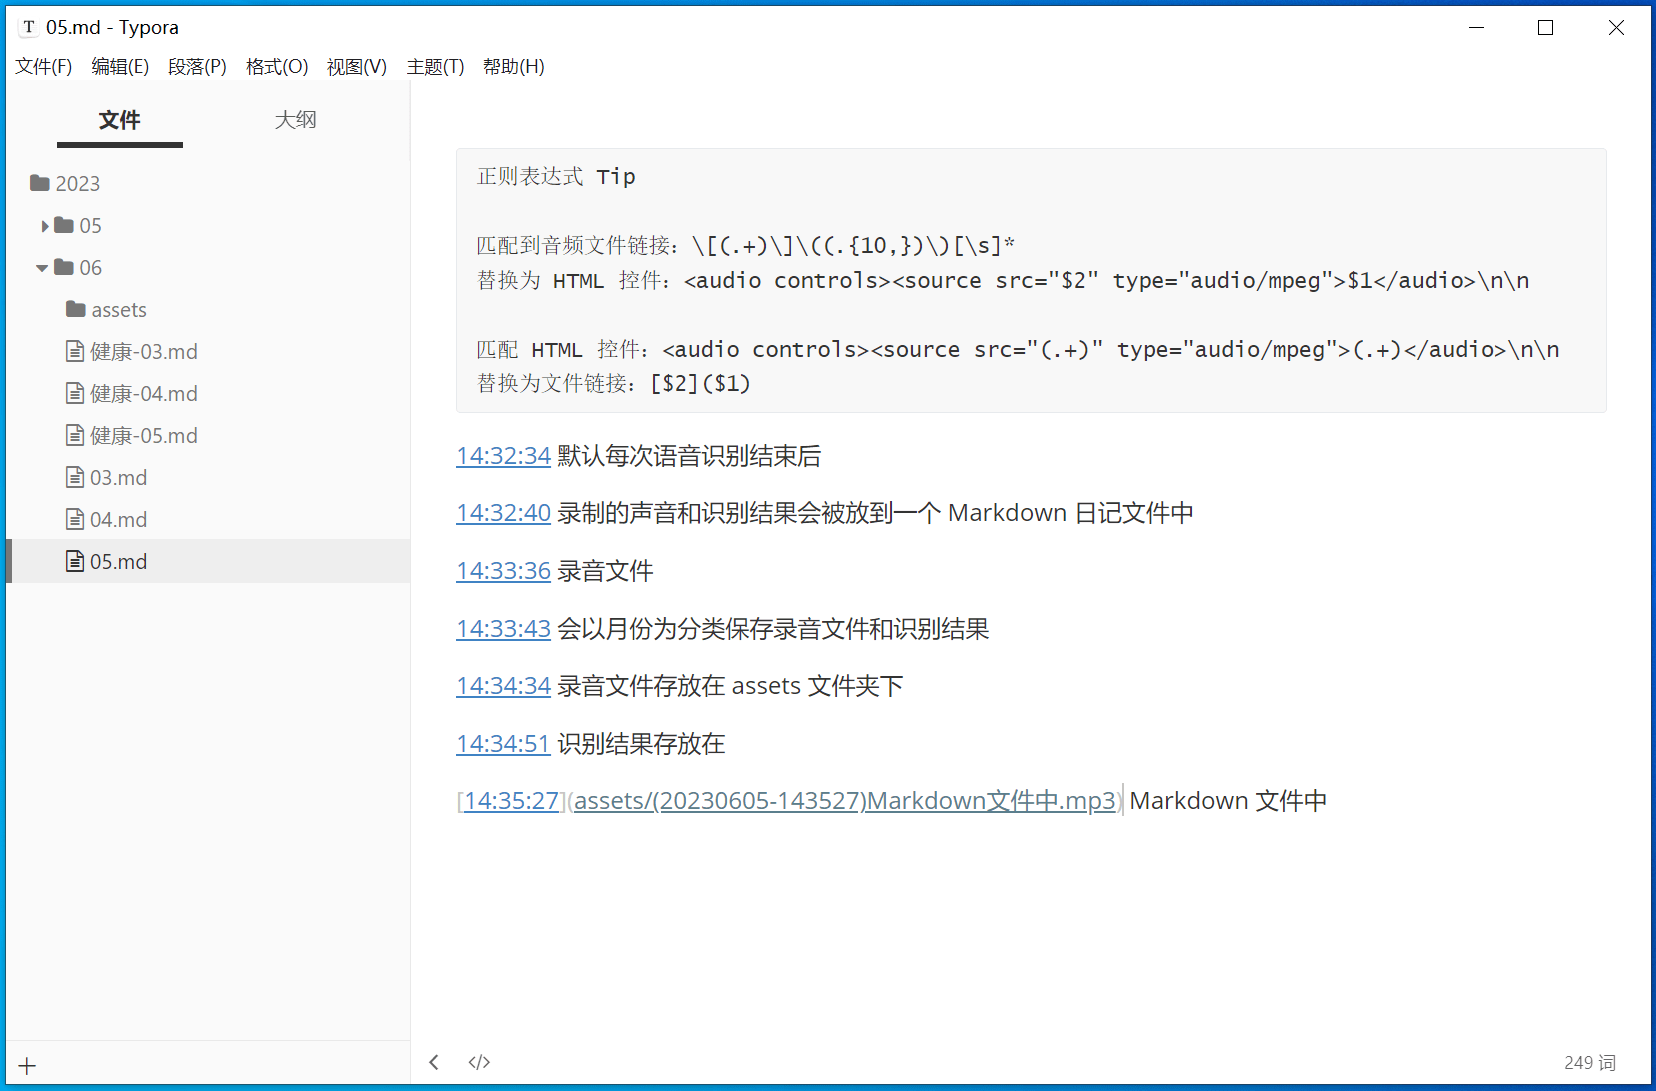 T 05.md - Typora
文件(F) 编辑(E) 段落(P) 格式(O) 视图(V) 主题(T) 帮助(H)
文件 大纲
2023
05
06
assets
健康-03.md
健康-04.md
健康-05.md
03.md
04.md
05.md
正则表达式 Tip
匹配到音频文件链接：\[(.+)\]\((.{10,})\)[\s]*
替换为 HTML 控件：<audio controls><source src="$2" type="audio/mpeg">$1</audio>\n\n
匹配 HTML 控件：<audio controls><source src="(.+)" type="audio/mpeg">(.+)</audio>\n\n
替换为文件链接：[$2]($1)
14:32:34 默认每次语音识别结束后
14:32:40 录制的声音和识别结果会被放到一个 Markdown 日记文件中
14:33:36 录音文件
14:33:43 会以月份为分类保存录音文件和识别结果
14:34:34 录音文件存放在 assets 文件夹下
14:34:51 识别结果存放在
[14:35:27](assets/(20230605-143527)Markdown文件中.mp3) Markdown 文件中
</> 249 词